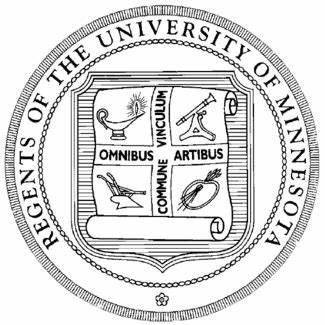 REGENTS OF THE UNIVERSITY OF MINNESOTA
OMNIBUS ARTIBUS
COMMUNE VINCULUM